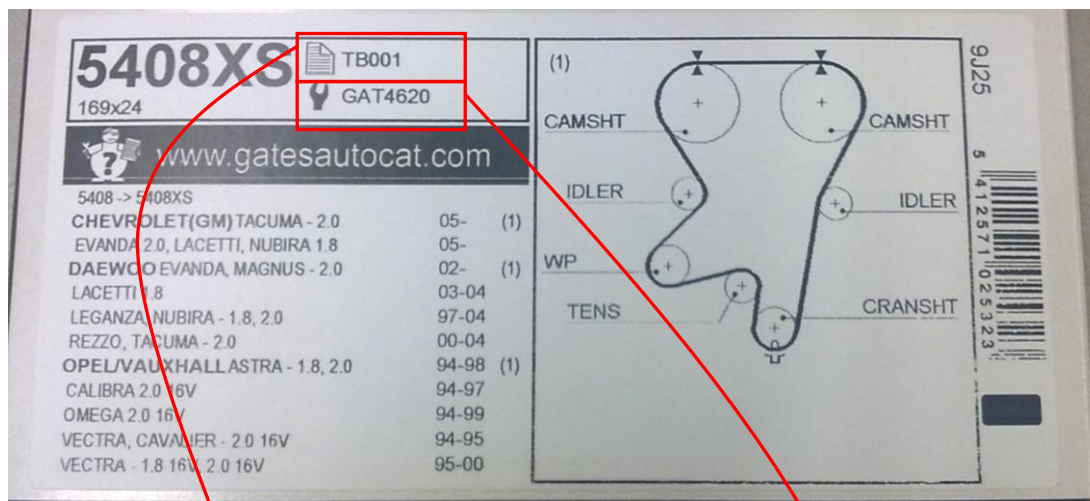 5408XS
169x24
TB001
GAT4620
www.gatesautocat.com
5408 -> 5408XS
CHEVROLET(GM) TACUMA - 2.0 05- (1)
EVANDA 2.0, LACETTI, NUBIRA 1.8 05-
DAEWOO EVANDA, MAGNUS - 2.0 02- (1)
LACETTI 1.8 03-04
LEGANZA, NUBIRA - 1.8, 2.0 97-04
REZZO, TACUMA - 2.0 00-04
OPEL/VAUXHALL ASTRA - 1.8, 2.0 94-98 (1)
CALIBRA 2.0 16V 94-97
OMEGA 2.0 16V 94-99
VECTRA, CAVALIER - 2.0 16V 94-95
VECTRA - 1.8 16V, 2.0 16V 95-00
(1)
CAMSHT CAMSHT
IDLER IDLER
WP
TENS CRANSHT
9J25
5 412571 025323